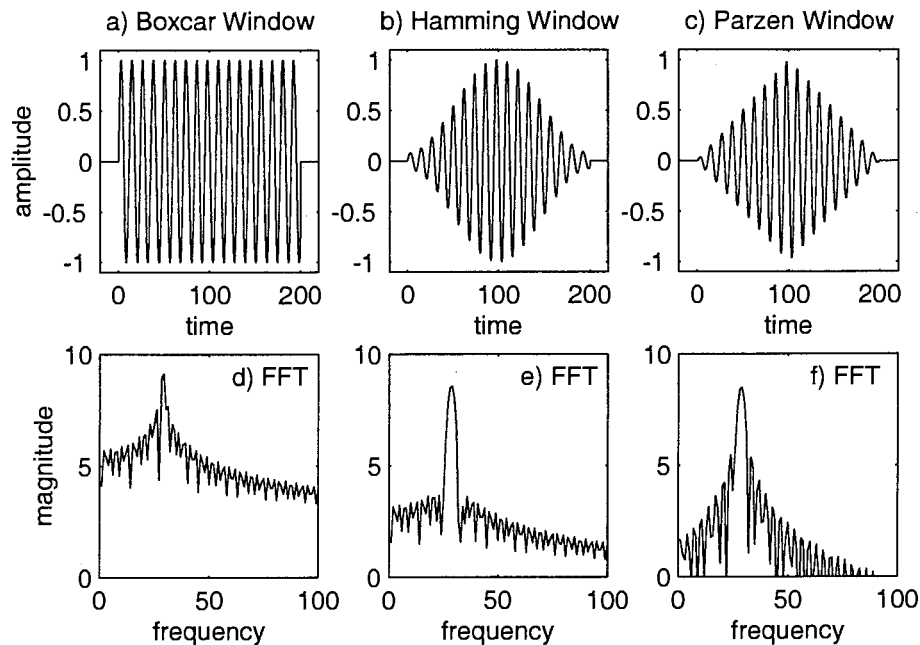 a) Boxcar Window
b) Hamming Window
c) Parzen Window
amplitude
1
0.5
0
-0.5
-1
0 100 200
time
1
0.5
0
-0.5
-1
0 100 200
time
1
0.5
0
-0.5
-1
0 100 200
time
magnitude
10
5
0
d) FFT
0 50 100
frequency
10
5
0
e) FFT
0 50 100
frequency
10
5
0
f) FFT
0 50 100
frequency